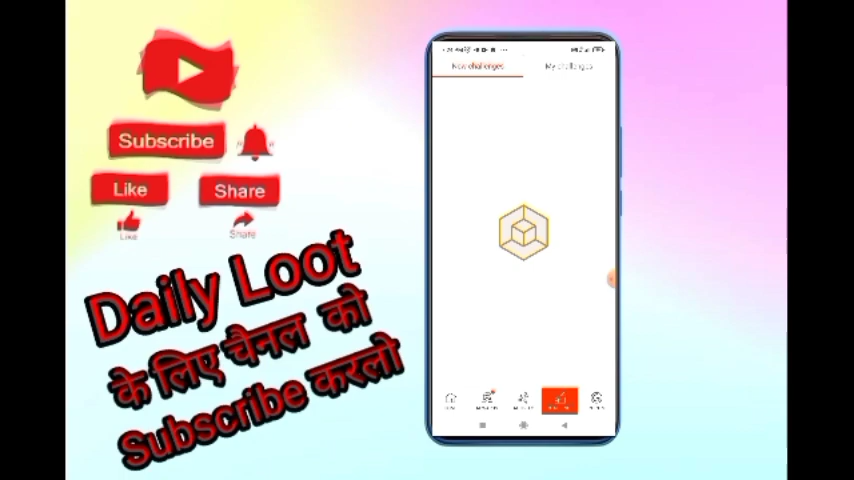 Subscribe
Like
Share
Like
Share
Daily Loot
के लिए चैनल को
Subscribe करलो
New challenges
My challenges